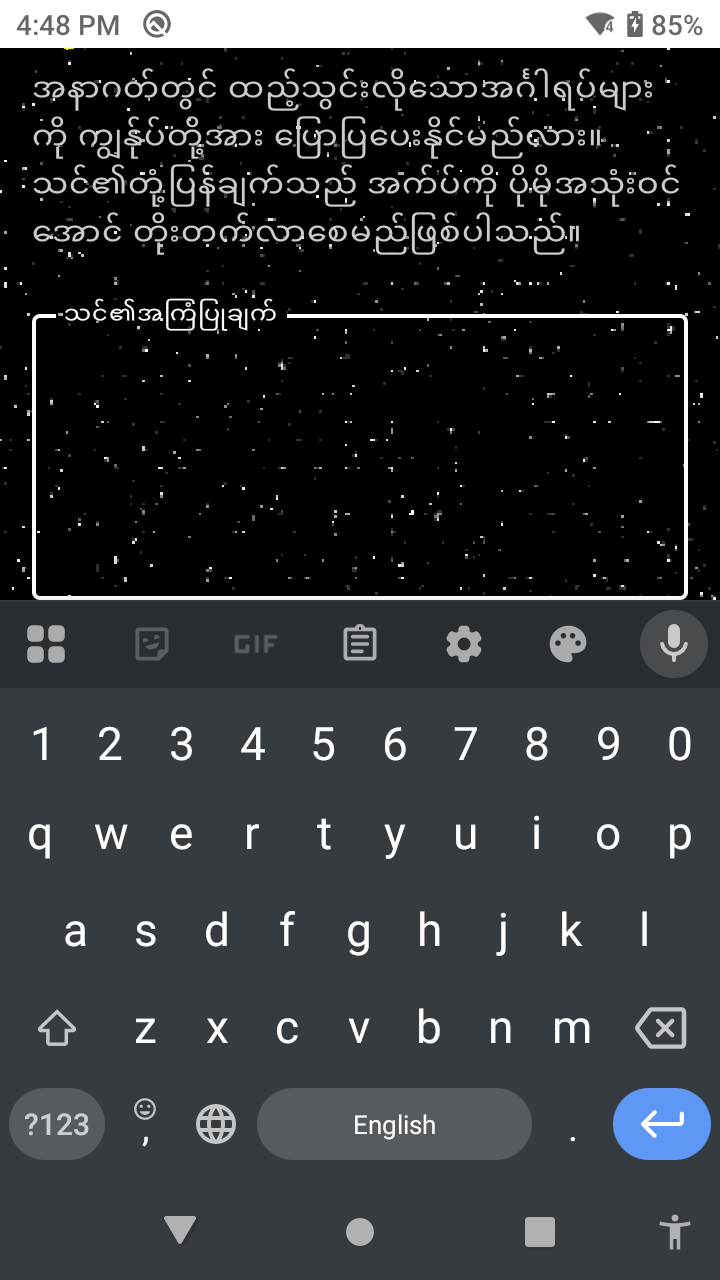 4:48 PM 4 85%
အနာဂတ်တွင် ထည့်သွင်းလိုသောအင်္ဂါရပ်များ
ကို ကျွန်ုပ်တို့အား ပြောပြပေးနိုင်မည်လား။
သင်၏တုံ့ပြန်ချက်သည် အက်ပ်ကို ပိုမိုအသုံးဝင်
အောင် တိုးတက်လာစေမည်ဖြစ်ပါသည်။
သင်၏အကြံပြုချက်
GIF
1 2 3 4 5 6 7 8 9 0
q w e r t y u i o p
a s d f g h j k l
z x c v b n m
?123 , English .